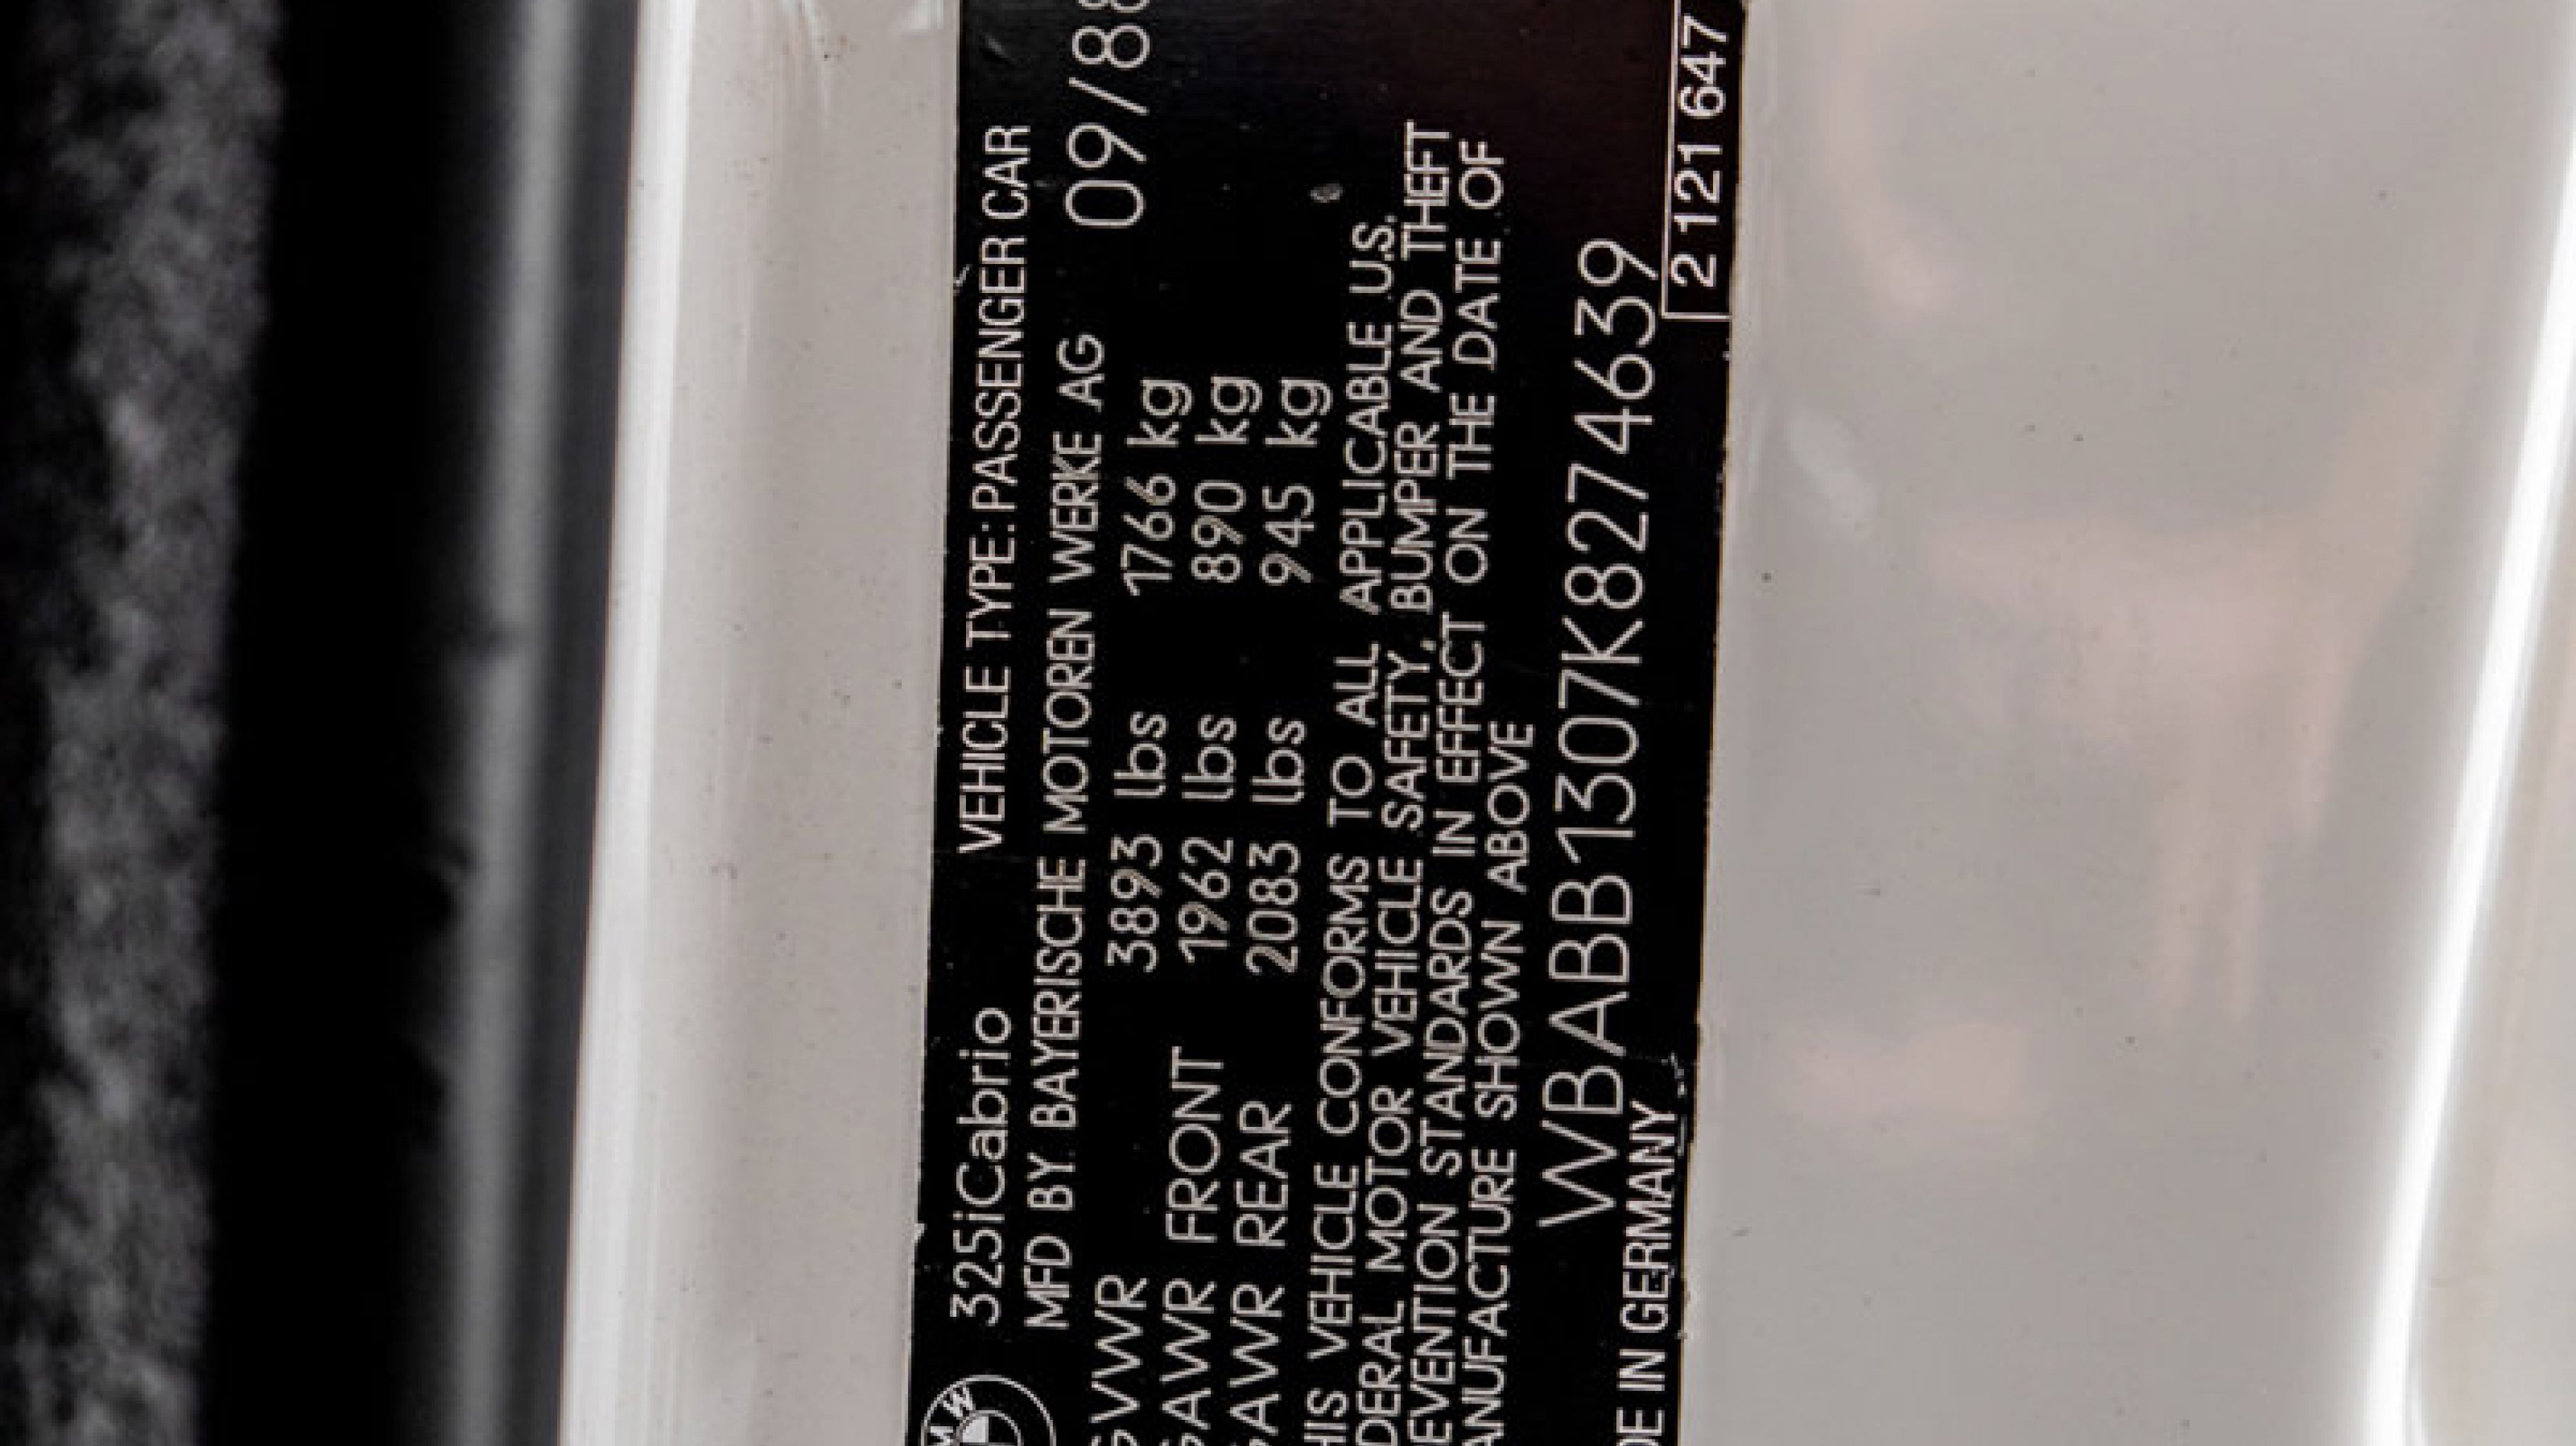 325iCabrio VEHICLE TYPE: PASSENGER CAR
MFD BY BAYERISCHE MOTOREN WERKE AG 09/88
GVWR 3893 lbs 1766 kg
GAWR FRONT 1962 lbs 890 kg
GAWR REAR 2083 lbs 945 kg
HIS VEHICLE CONFORMS TO ALL APPLICABLE U.S.
DERAL MOTOR VEHICLE SAFETY, BUMPER AND THEFT
EVENTION STANDARDS IN EFFECT ON THE DATE OF
ANUFACTURE SHOWN ABOVE
WBABB1307K8274639
DE IN GERMANY 2 121 647